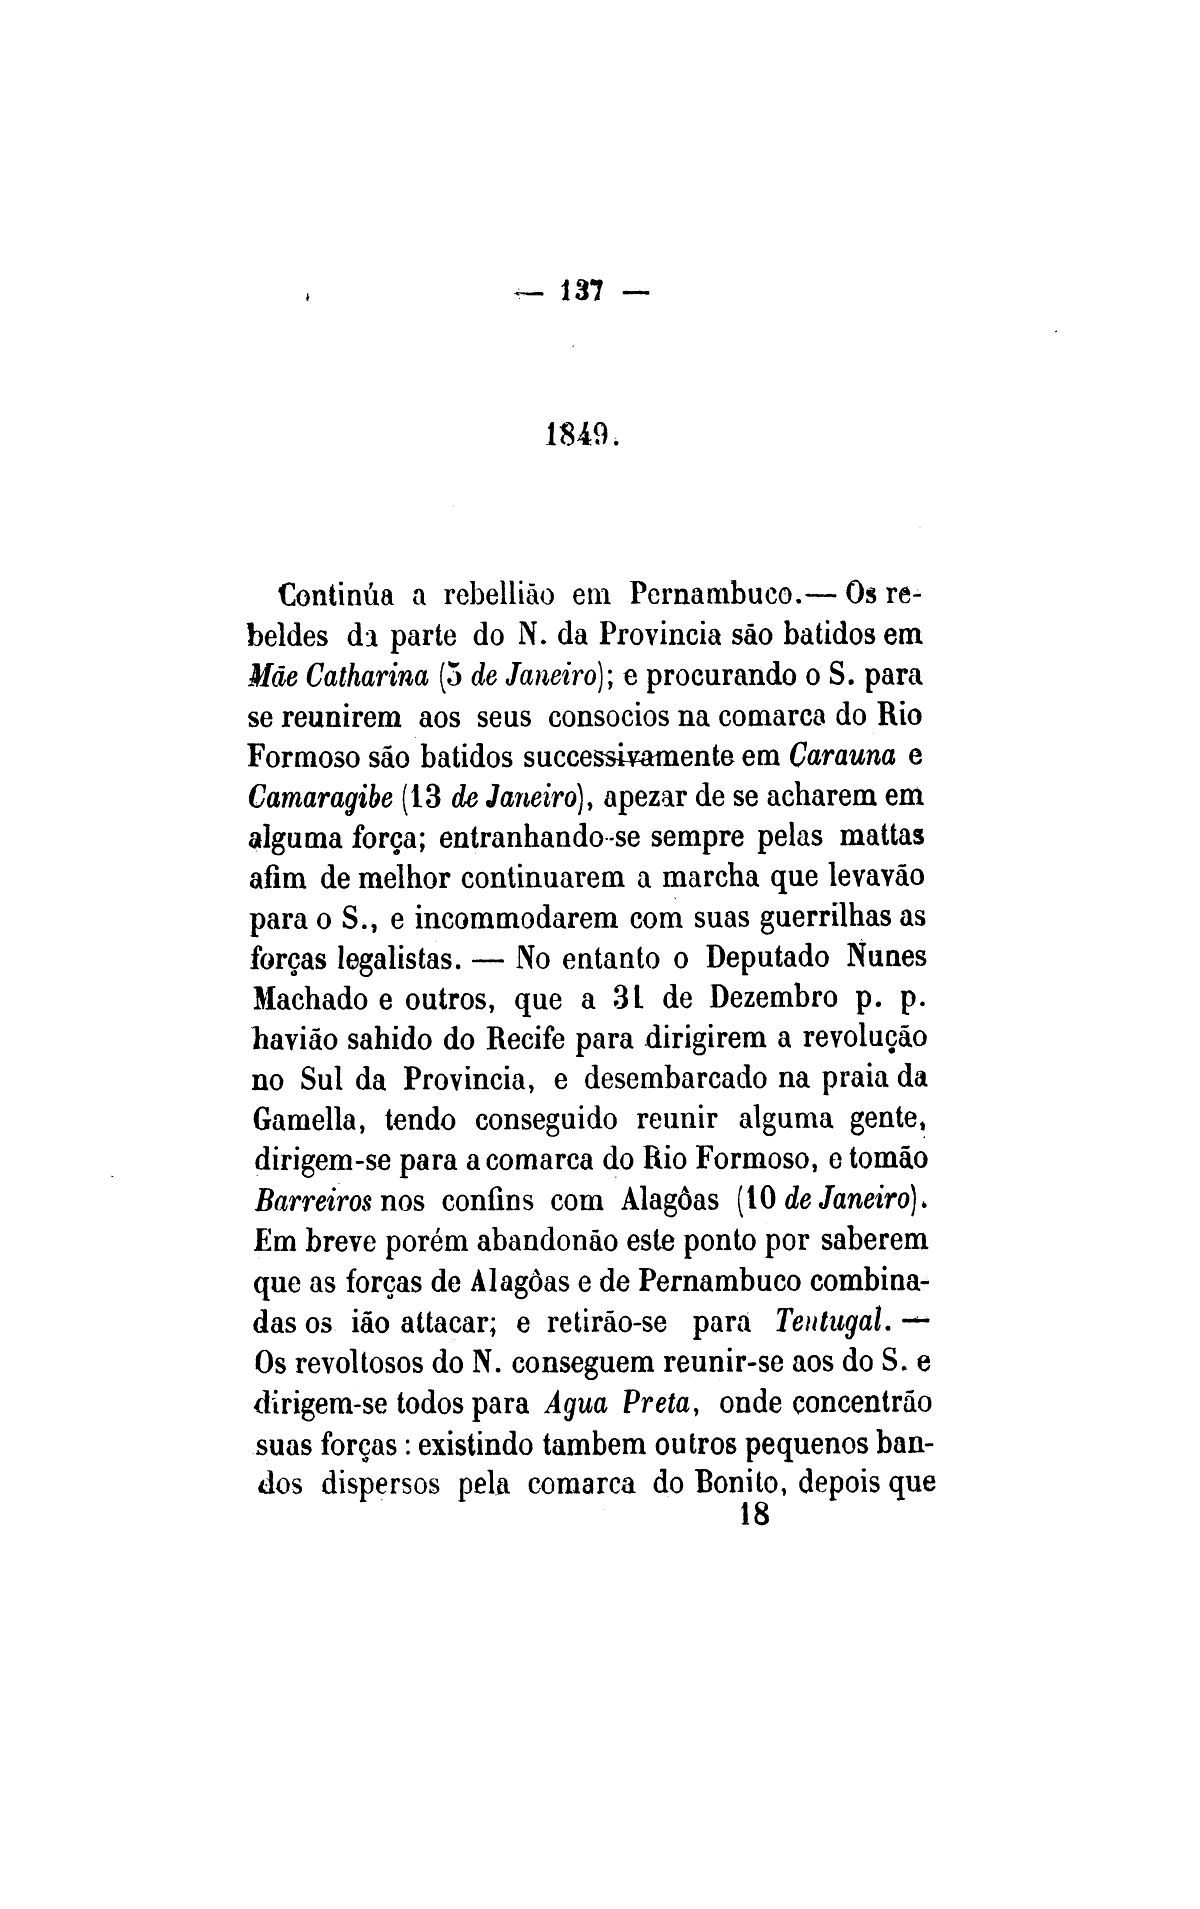 — 137 —
1849.
Continúa a rebellião em Pernambuco.— Os re-
beldes da parte do N. da Provincia são batidos em
Mãe Catharina (5 de Janeiro); e procurando o S. para
se reunirem aos seus consocios na comarca do Rio
Formoso são batidos successivamente em Carauna e
Camaragibe (13 de Janeiro), apezar de se acharem em
alguma força; entranhando-se sempre pelas mattas
afim de melhor continuarem a marcha que levavão
para o S., e incommodarem com suas guerrilhas as
forças legalistas. — No entanto o Deputado Nunes
Machado e outros, que a 31 de Dezembro p. p.
havião sahido do Recife para dirigirem a revolução
no Sul da Provincia, e desembarcado na praia da
Gamella, tendo conseguido reunir alguma gente,
dirigem-se para a comarca do Rio Formoso, e tomão
Barreiros nos confins com Alagôas (10 de Janeiro).
Em breve porém abandonão este ponto por saberem
que as forças de Alagôas e de Pernambuco combina-
das os ião attacar; e retirão-se para Tentugal. —
Os revoltosos do N. conseguem reunir-se aos do S. e
dirigem-se todos para Agua Preta, onde concentrão
suas forças : existindo tambem outros pequenos ban-
dos dispersos pela comarca do Bonito, depois que
18